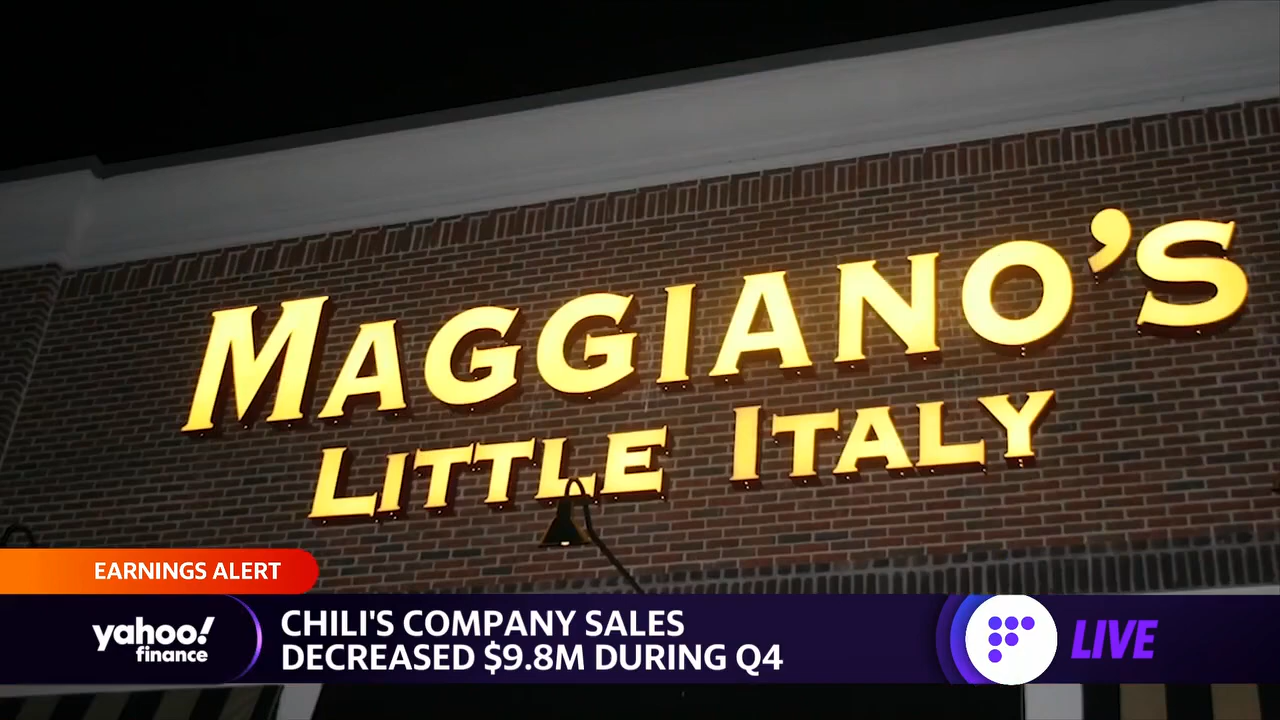 MAGGIANO'S
LITTLE ITALY
EARNINGS ALERT
yahoo!
finance
CHILI'S COMPANY SALES
DECREASED $9.8M DURING Q4
LIVE